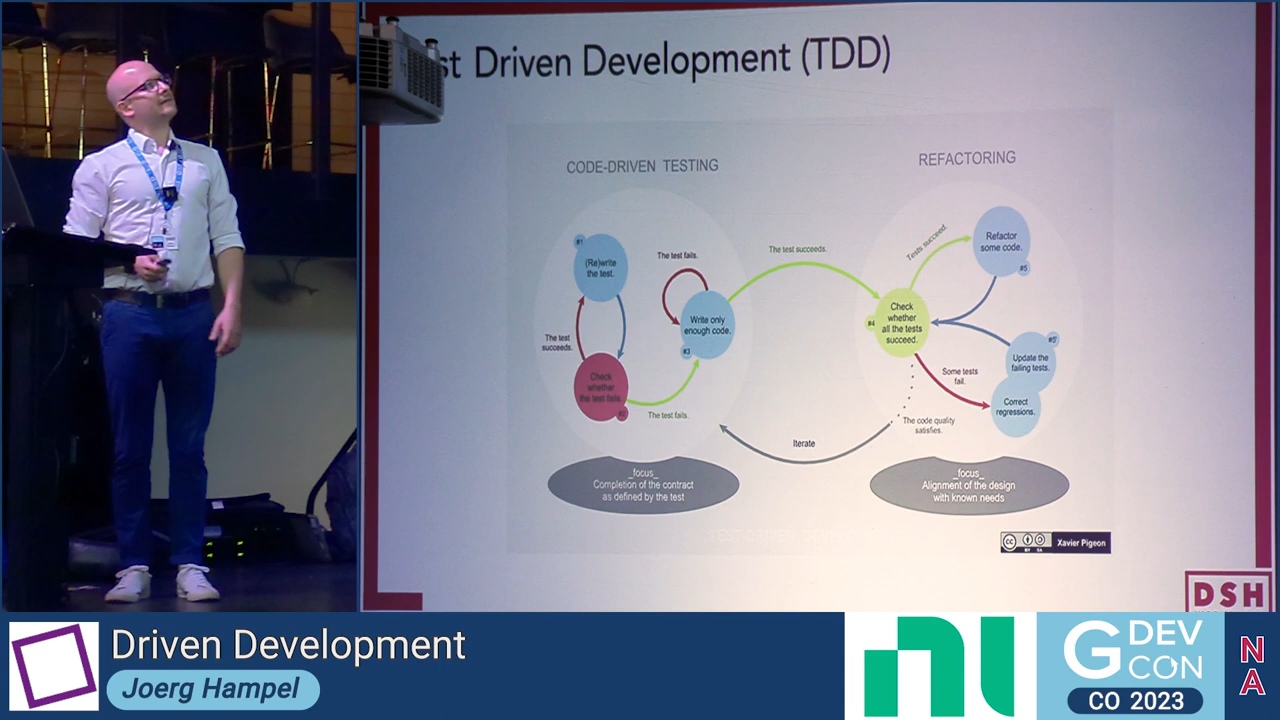 st Driven Development (TDD)
CODE-DRIVEN TESTING
REFACTORING
#1
(Re)write
the test.
The test fails.
The test succeeds.
Tests succeed.
Refactor
some code.
#5
Write only
enough code.
#3
Check
whether
all the tests
succeed.
#4
The test
succeeds.
Check
whether
the test fails.
#2
The test fails.
#5'
Update the
failing tests.
Some tests
fail.
Correct
regressions.
The code quality
satisfies.
Iterate
_focus_
Completion of the contract
as defined by the test
_focus_
Alignment of the design
with known needs
CC
BY SA
Xavier Pigeon
DSH
Driven Development
Joerg Hampel
ni
G DEV
CON
CO 2023
NA